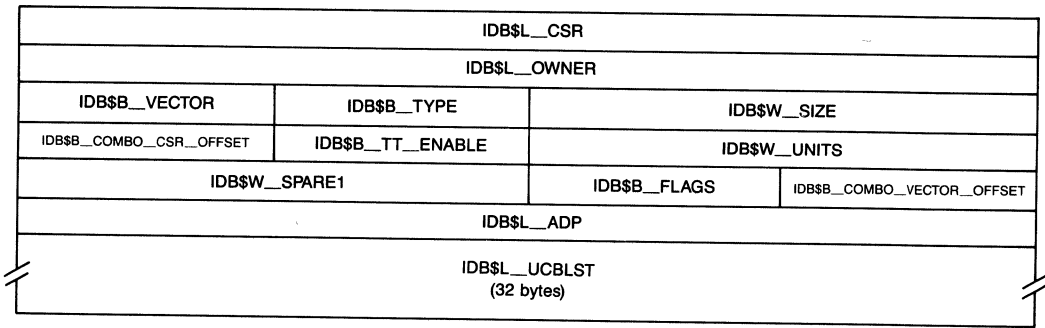 IDB$L__CSR
IDB$L__OWNER
IDB$B__VECTOR IDB$B__TYPE IDB$W__SIZE
IDB$B__COMBO__CSR__OFFSET IDB$B__TT__ENABLE IDB$W__UNITS
IDB$W__SPARE1 IDB$B__FLAGS IDB$B__COMBO__VECTOR__OFFSET
IDB$L__ADP
IDB$L__UCBLST
(32 bytes)